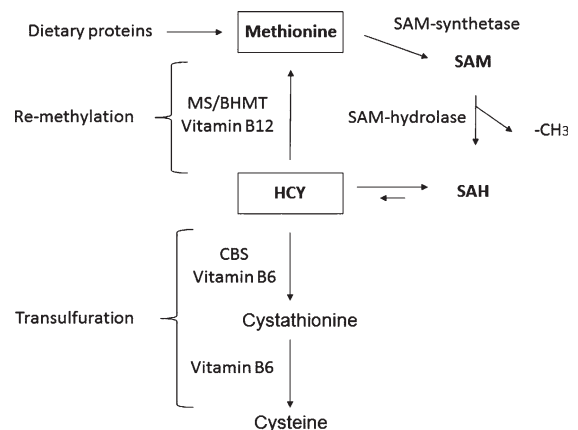 Dietary proteins
Methionine
SAM-synthetase
SAM
Re-methylation
MS/BHMT
Vitamin B12
SAM-hydrolase
-CH3
HCY
SAH
Transulfuration
CBS
Vitamin B6
Cystathionine
Vitamin B6
Cysteine